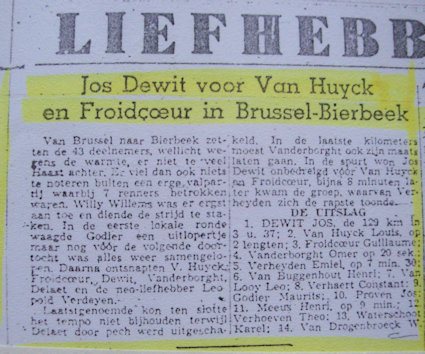 LIEFHEBB
Jos Dewit voor Van Huyck
en Froidcœur in Brussel-Bierbeek
Van Brussel naar Bierbeek zet-
ten de 43 deelnemers, wellicht we-
gens de warmte, er niet te veel
Haast achter. Er viel dan ook niets
te noteren buiten een erge valpar-
tij waarbij 7 renners betrokken
waren. Willy Willems was er ergst
aan toe en diende de strijd te sta-
ken. In de eerste lokale ronde
waagde Godier een uitlopertje
maar nog vóór de volgende door-
tocht was alles weer samengelo-
pen. Daarna ontsnapten V. Huyck,
Froidcœur, Dewit, Vanderborght,
Delaet en de neo-liefhebber Leo-
pold Verdeyen.
Laatstgenoemde kon ten slotte
het tempo niet bijhouden terwijl
Delaet door pech werd uitgescha-
keld. In de laatste kilometers
moest Vanderborght ook zijn maats
laten gaan. In de spurt won Jos
Dewit onbedreigd vóór Van Huyck
en Froidcœur, bijna 8 minuten la-
ter kwam de groep, waarvan Ver-
heyden zich de rapste toonde.
DE UITSLAG
1. DEWIT JOS, de 129 km in
3 u. 37; 2. Van Huyck Louis, op
2 lengten; 3. Froidcœur Guillaume;
4. Vanderborght Omer op 20 sek.
5. Verheyden Emiel, op 7 min. 30;
6. Van Buggenhout Henri; 7. Van
Looy Leo; 8. Verhaert Constant; 9.
Godier Maurits; 10. Proven Jos;
11. Meeus Henri, op 9 min.; 12.
Verhoeven Theo; 13. Waterschoot
Karel; 14. Van Drogenbroeck W